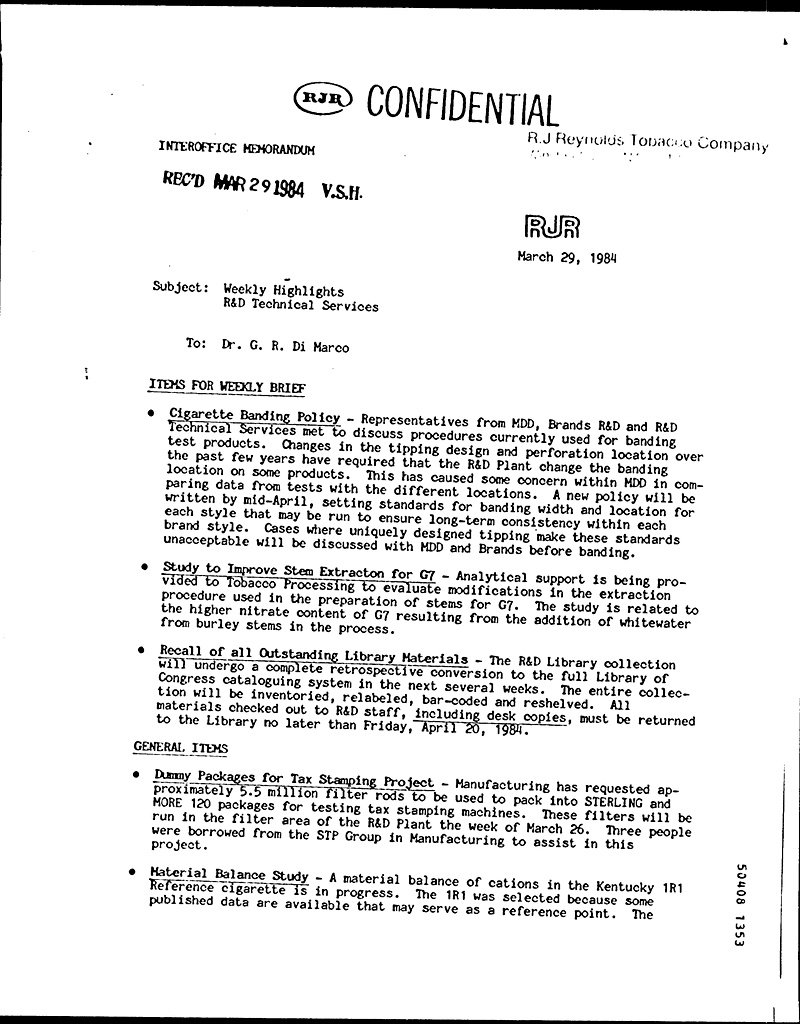 RJR CONFIDENTIAL
R.J Reynolds Tobacco Company
INTEROFFICE MEMORANDUM
REC'D MAR 29 1984 V.S.H.
RJR
March 29, 1984
Subject: Weekly Highlights
R&D Technical Services
To: Dr. G. R. Di Marco
ITEMS FOR WEEKLY BRIEF
● Cigarette Banding Policy - Representatives from MDD, Brands R&D and R&D
Technical Services met to discuss procedures currently used for banding
test products. Changes in the tipping design and perforation location over
the past few years have required that the R&D Plant change the banding
location on some products. This has caused some concern within MDD in com-
paring data from tests with the different locations. A new policy will be
written by mid-April, setting standards for banding width and location for
each style that may be run to ensure long-term consistency within each
brand style. Cases where uniquely designed tipping make these standards
unacceptable will be discussed with MDD and Brands before banding.
● Study to Improve Stem Extracton for G7 - Analytical support is being pro-
vided to Tobacco Processing to evaluate modifications in the extraction
procedure used in the preparation of stems for G7. The study is related to
the higher nitrate content of G7 resulting from the addition of whitewater
from burley stems in the process.
● Recall of all Outstanding Library Materials - The R&D Library collection
will undergo a complete retrospective conversion to the full Library of
Congress cataloguing system in the next several weeks. The entire collec-
tion will be inventoried, relabeled, bar-coded and reshelved. All
materials checked out to R&D staff, including desk copies, must be returned
to the Library no later than Friday, April 20, 1984.
GENERAL ITEMS
● Dummy Packages for Tax Stamping Project - Manufacturing has requested ap-
proximately 5.5 million filter rods to be used to pack into STERLING and
MORE 120 packages for testing tax stamping machines. These filters will be
run in the filter area of the R&D Plant the week of March 26. Three people
were borrowed from the STP Group in Manufacturing to assist in this
project.
● Material Balance Study - A material balance of cations in the Kentucky 1R1
Reference cigarette is in progress. The 1R1 was selected because some
published data are available that may serve as a reference point. The
50408 1353